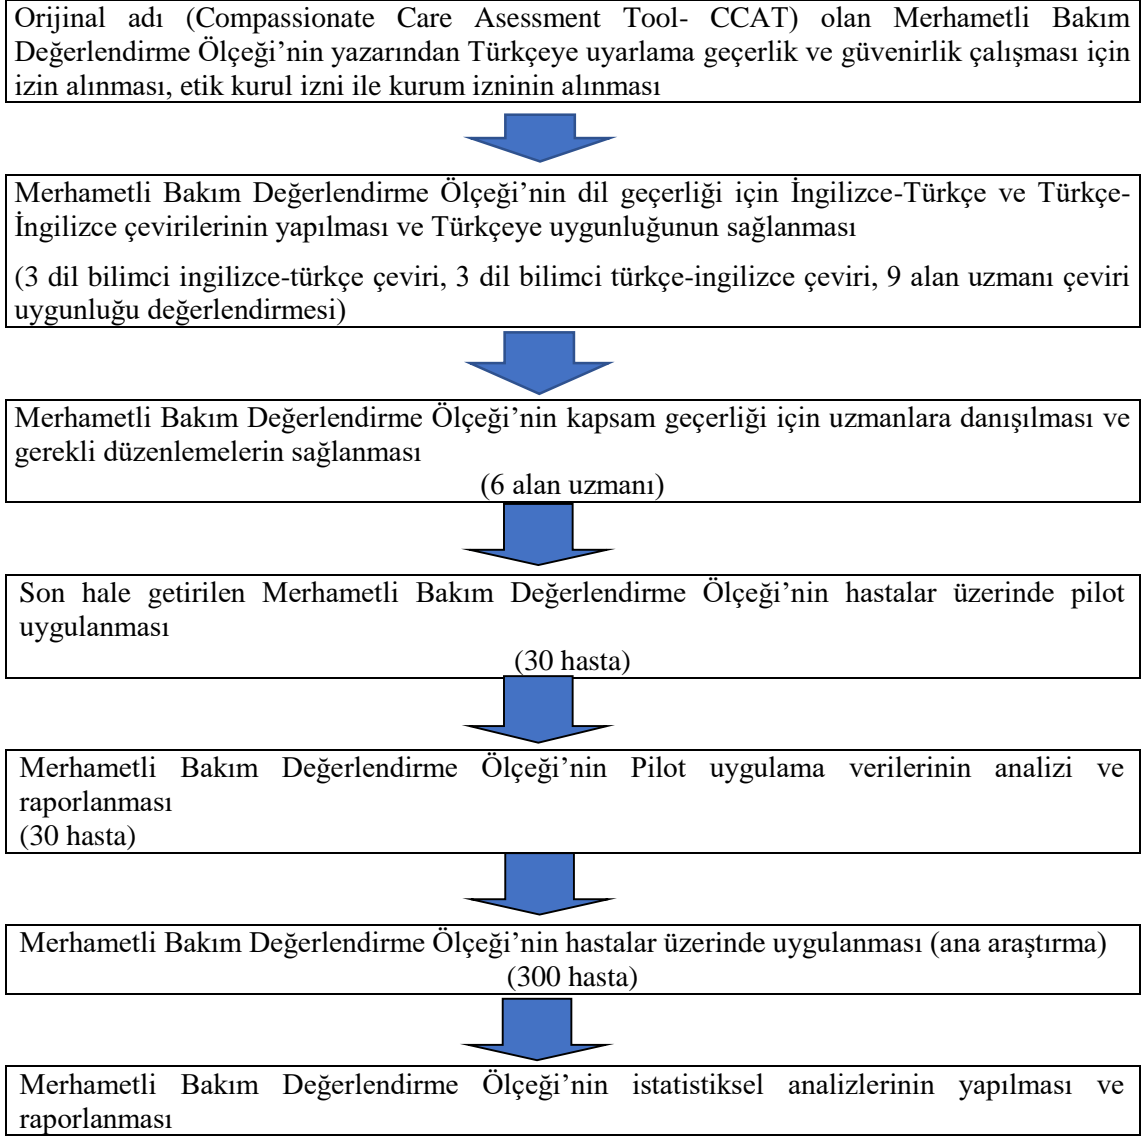 Orijinal adı (Compassionate Care Asessment Tool- CCAT) olan Merhametli Bakım
Değerlendirme Ölçeği’nin yazarından Türkçeye uyarlama geçerlik ve güvenirlik çalışması için
izin alınması, etik kurul izni ile kurum izninin alınması
Merhametli Bakım Değerlendirme Ölçeği’nin dil geçerliği için İngilizce-Türkçe ve Türkçe-
İngilizce çevirilerinin yapılması ve Türkçeye uygunluğunun sağlanması
(3 dil bilimci ingilizce-türkçe çeviri, 3 dil bilimci türkçe-ingilizce çeviri, 9 alan uzmanı çeviri
uygunluğu değerlendirmesi)
Merhametli Bakım Değerlendirme Ölçeği’nin kapsam geçerliği için uzmanlara danışılması ve
gerekli düzenlemelerin sağlanması
(6 alan uzmanı)
Son hale getirilen Merhametli Bakım Değerlendirme Ölçeği’nin hastalar üzerinde pilot
uygulanması
(30 hasta)
Merhametli Bakım Değerlendirme Ölçeği’nin Pilot uygulama verilerinin analizi ve
raporlanması
(30 hasta)
Merhametli Bakım Değerlendirme Ölçeği’nin hastalar üzerinde uygulanması (ana araştırma)
(300 hasta)
Merhametli Bakım Değerlendirme Ölçeği’nin istatistiksel analizlerinin yapılması ve
raporlanması